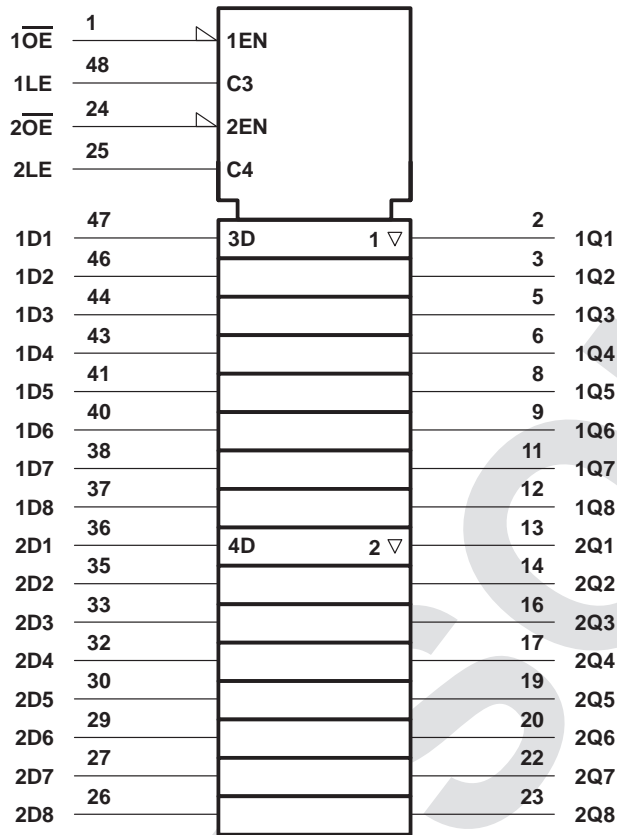 1O̅E̅ 1 1EN
1LE 48 C3
2O̅E̅ 24 2EN
2LE 25 C4
1D1 47 3D 1 ▽ 2 1Q1
1D2 46 3 1Q2
1D3 44 5 1Q3
1D4 43 6 1Q4
1D5 41 8 1Q5
1D6 40 9 1Q6
1D7 38 11 1Q7
1D8 37 12 1Q8
2D1 36 4D 2 ▽ 13 2Q1
2D2 35 14 2Q2
2D3 33 16 2Q3
2D4 32 17 2Q4
2D5 30 19 2Q5
2D6 29 20 2Q6
2D7 27 22 2Q7
2D8 26 23 2Q8